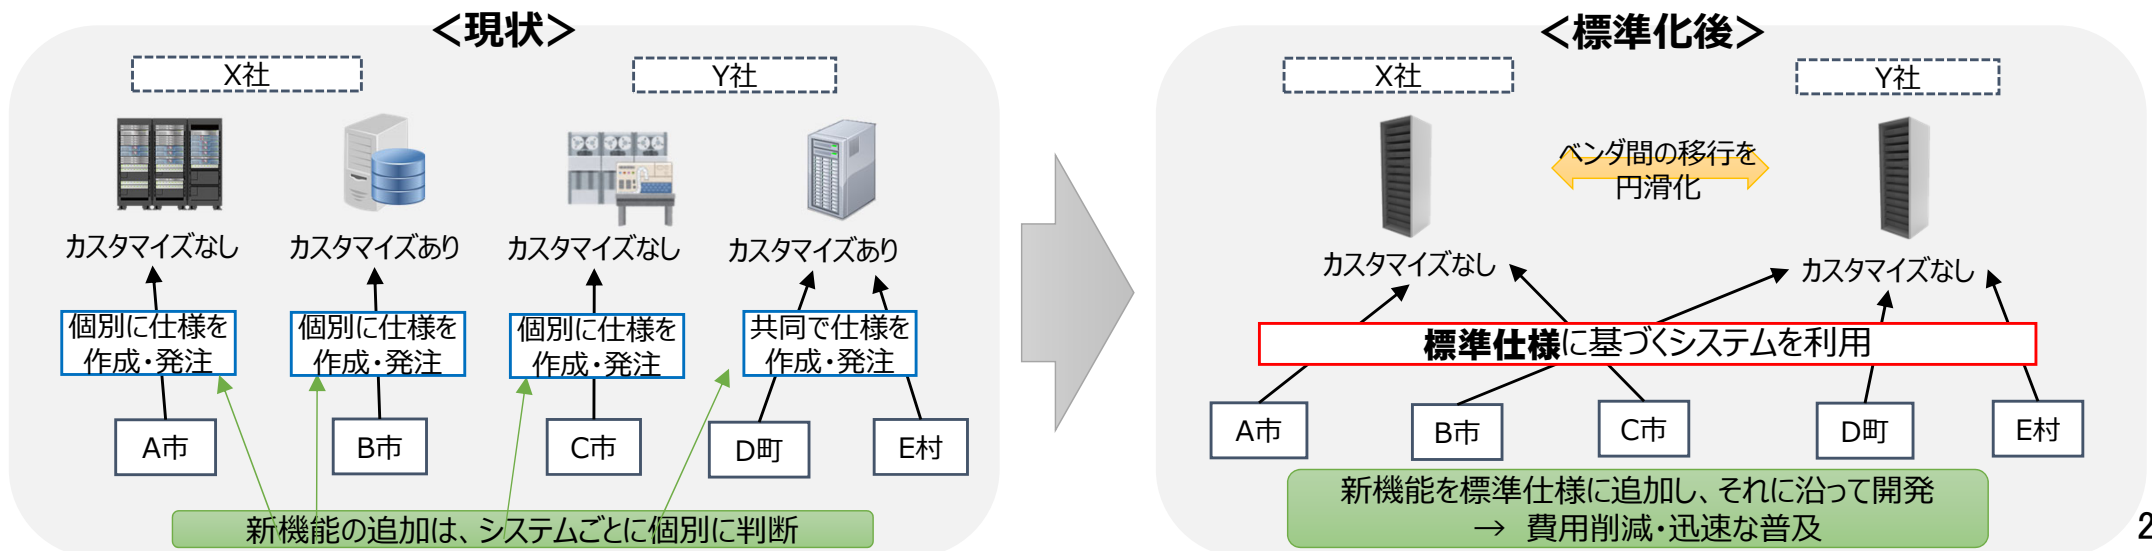 ＜現状＞
X社
Y社
カスタマイズなし
カスタマイズあり
カスタマイズなし
カスタマイズあり
個別に仕様を
作成・発注
個別に仕様を
作成・発注
個別に仕様を
作成・発注
共同で仕様を
作成・発注
A市
B市
C市
D町
E村
新機能の追加は、システムごとに個別に判断
＜標準化後＞
X社
Y社
ベンダ間の移行を
円滑化
カスタマイズなし
カスタマイズなし
標準仕様に基づくシステムを利用
A市
B市
C市
D町
E村
新機能を標準仕様に追加し、それに沿って開発
→ 費用削減・迅速な普及
2